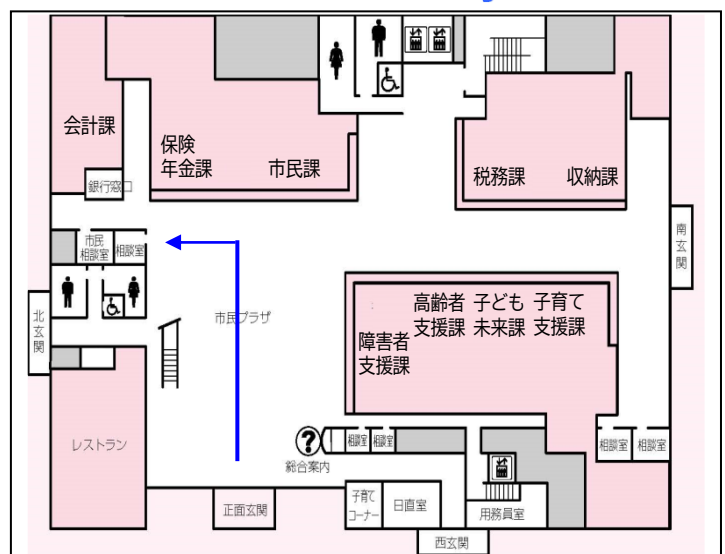 会計課
保険
年金課
市民課
税務課
収納課
銀行窓口
市民
相談室
相談室
南玄関
北玄関
市民プラザ
高齢者
支援課
子ども
未来課
子育て
支援課
障害者
支援課
レストラン
?
総合案内
相談室
相談室
相談室
相談室
正面玄関
子育て
コーナー
日直室
用務員室
西玄関